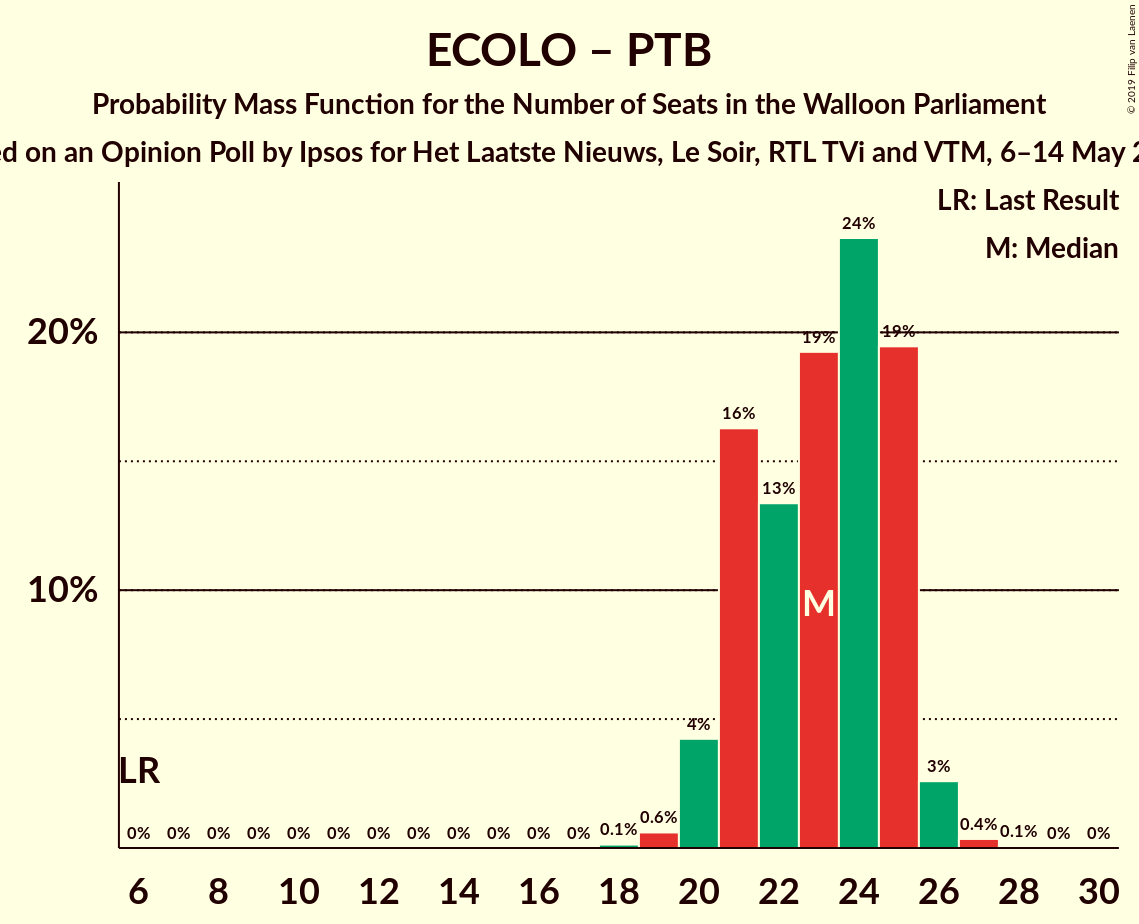 ECOLO – PTB
Probability Mass Function for the Number of Seats in the Walloon Parliament
on an Opinion Poll by Ipsos for Het Laatste Nieuws, Le Soir, RTL TVi and VTM, 6–14 May
© 2019 Filip van Laenen
LR: Last Result
M: Median
24%
20%
19%
19%
16%
13%
10%
M
4%
LR
3%
0% 0% 0% 0% 0% 0% 0% 0% 0% 0% 0% 0% 0.1% 0.6% 0.4% 0.1% 0% 0%
6 8 10 12 14 16 18 20 22 24 26 28 30